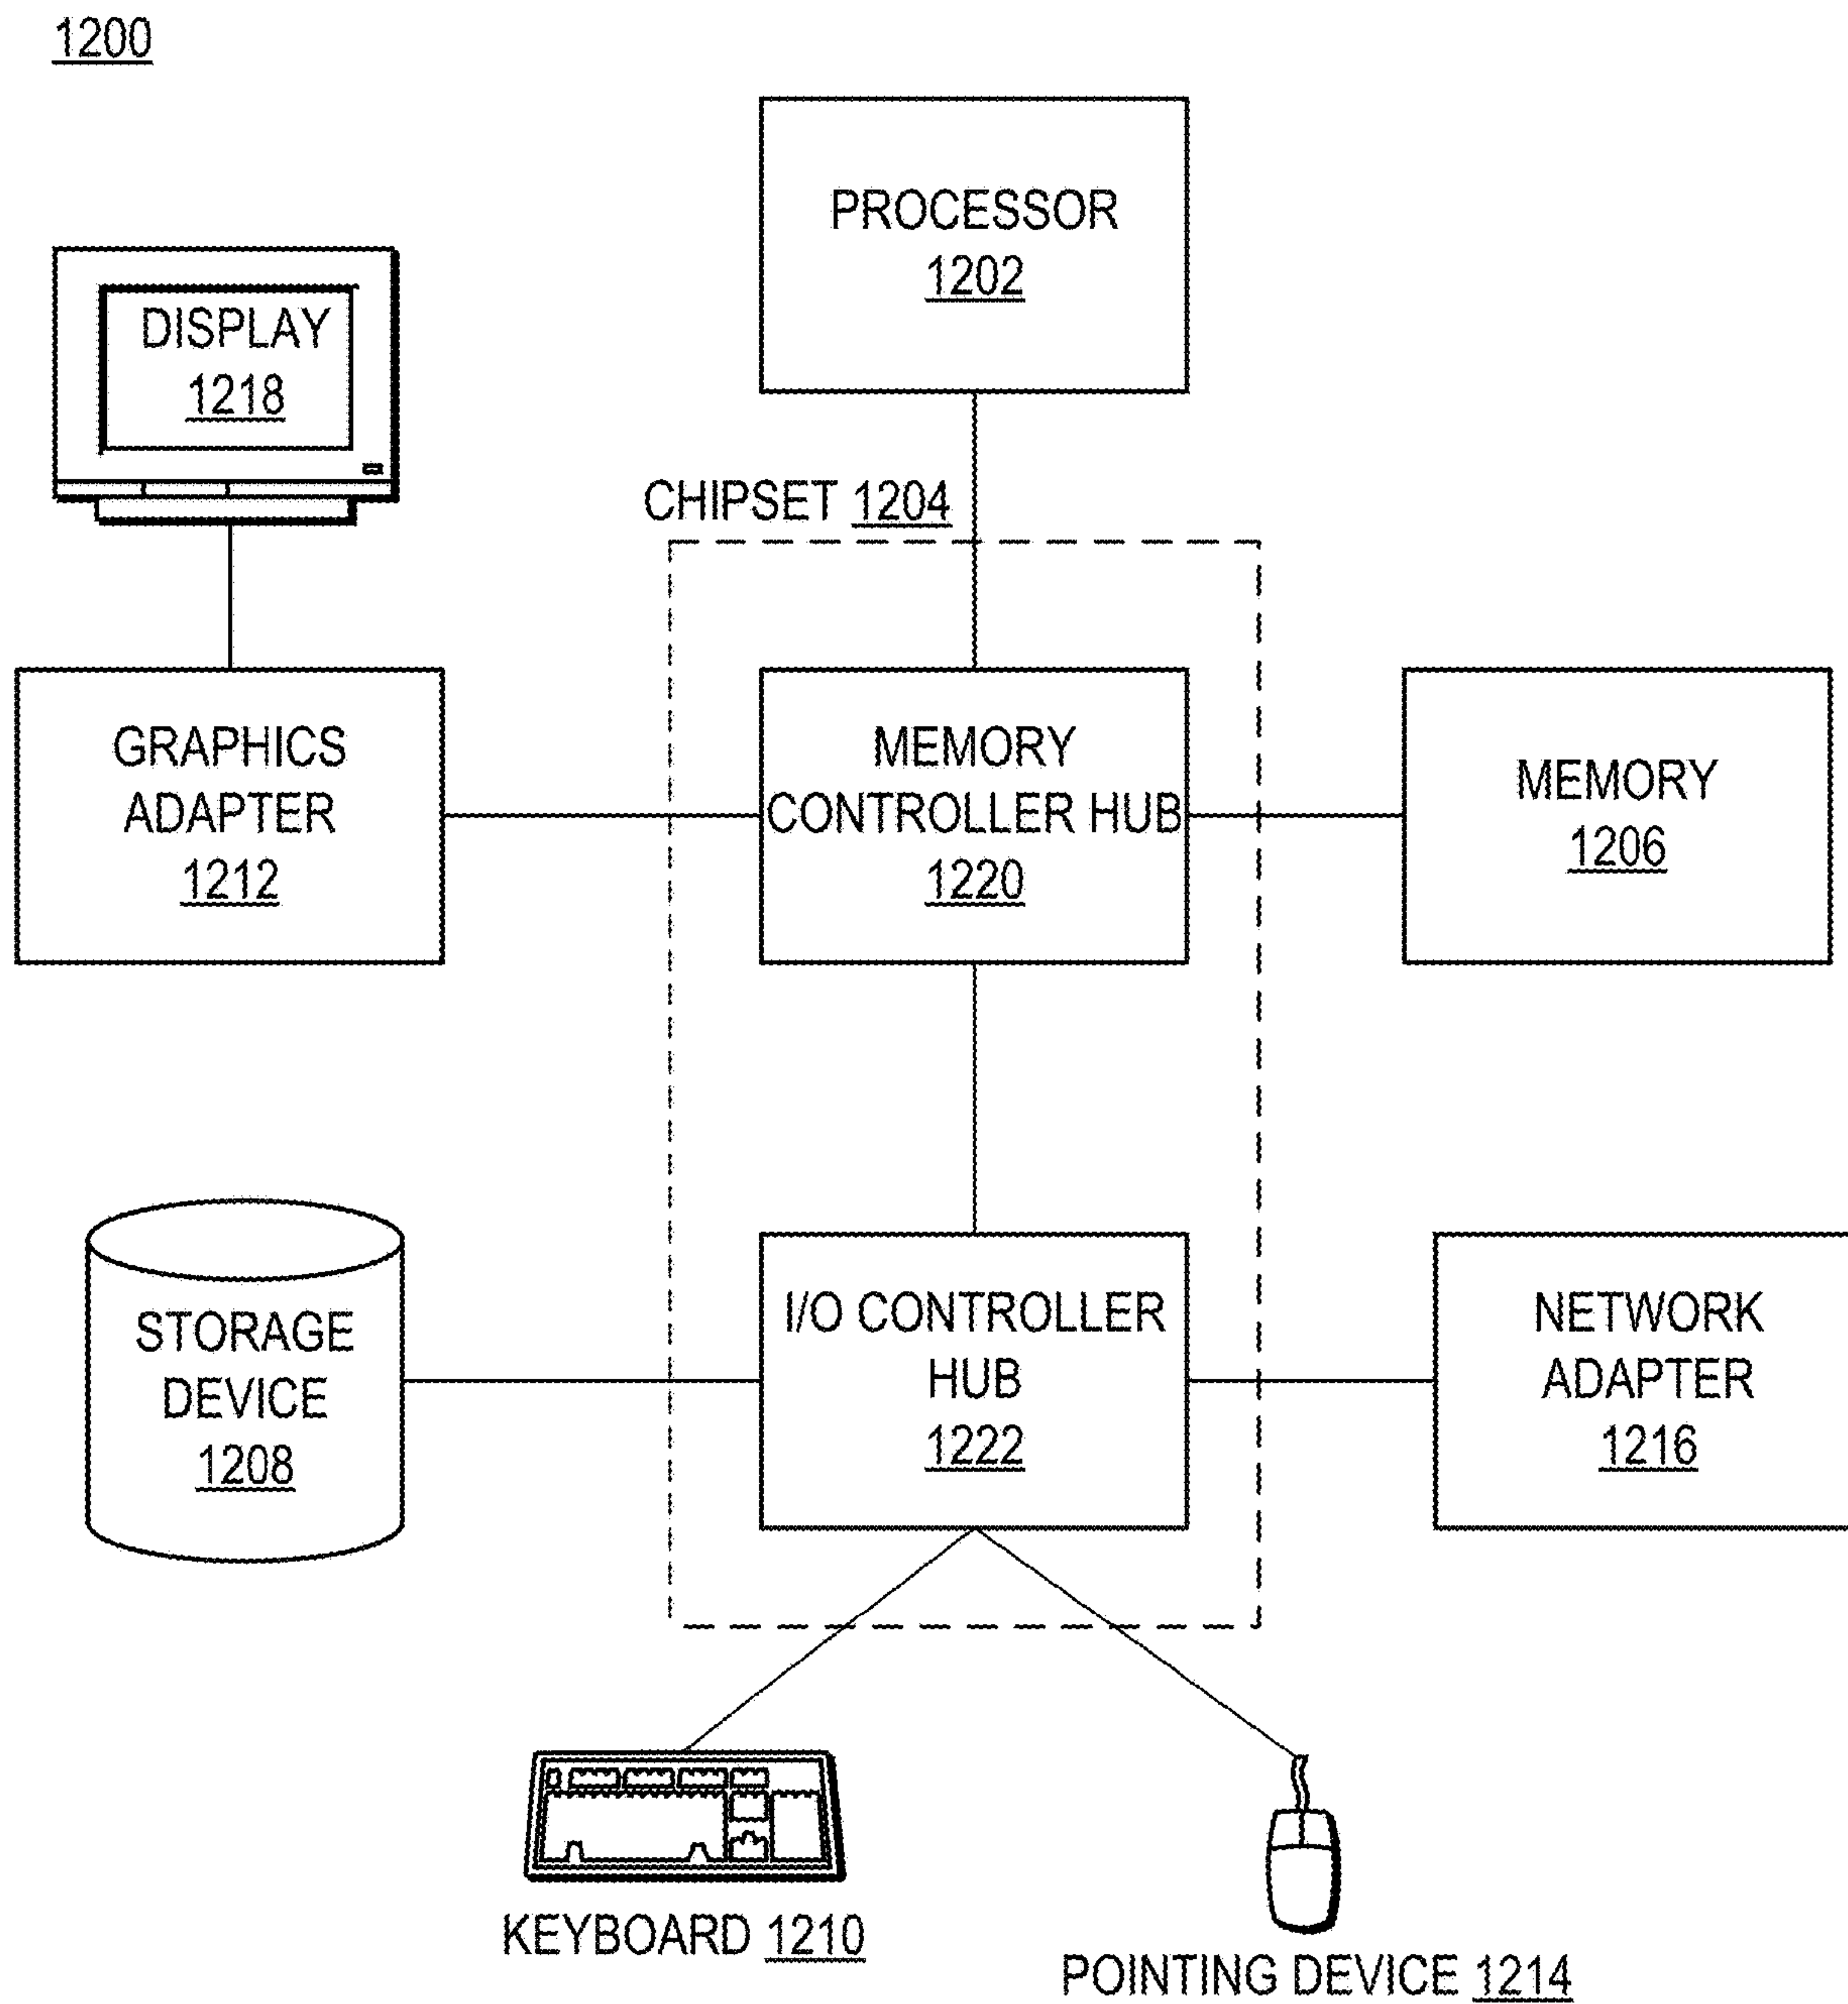 1200
PROCESSOR
1202
DISPLAY
1218
CHIPSET 1204
GRAPHICS
ADAPTER
1212
MEMORY
CONTROLLER HUB
1220
MEMORY
1206
STORAGE
DEVICE
1208
I/O CONTROLLER
HUB
1222
NETWORK
ADAPTER
1216
KEYBOARD 1210
POINTING DEVICE 1214